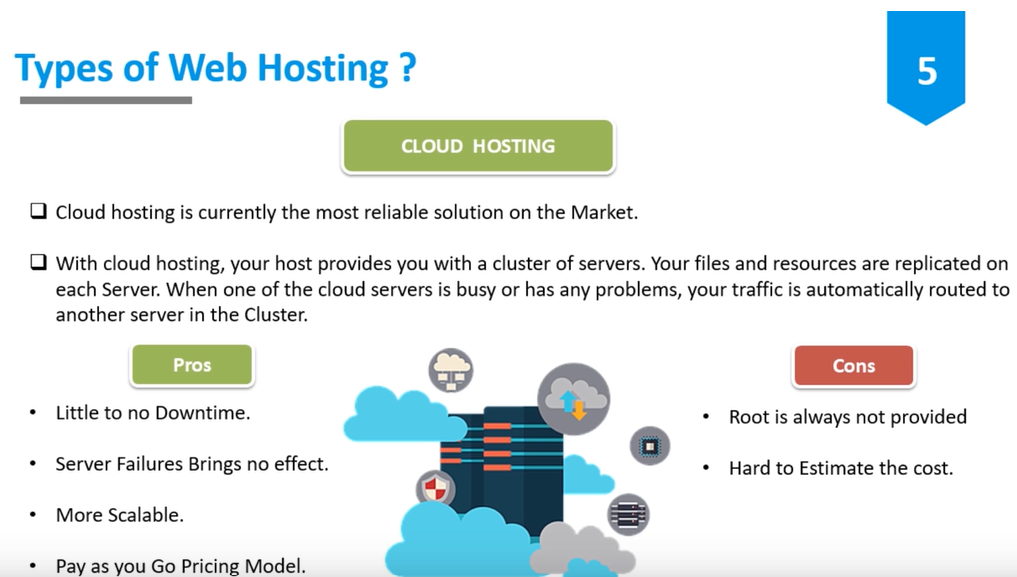 Types of Web Hosting ?
5
CLOUD HOSTING
Cloud hosting is currently the most reliable solution on the Market.
With cloud hosting, your host provides you with a cluster of servers. Your files and resources are replicated on
each Server. When one of the cloud servers is busy or has any problems, your traffic is automatically routed to
another server in the Cluster.
Pros
• Little to no Downtime.
• Server Failures Brings no effect.
• More Scalable.
• Pay as you Go Pricing Model.
Cons
• Root is always not provided
• Hard to Estimate the cost.